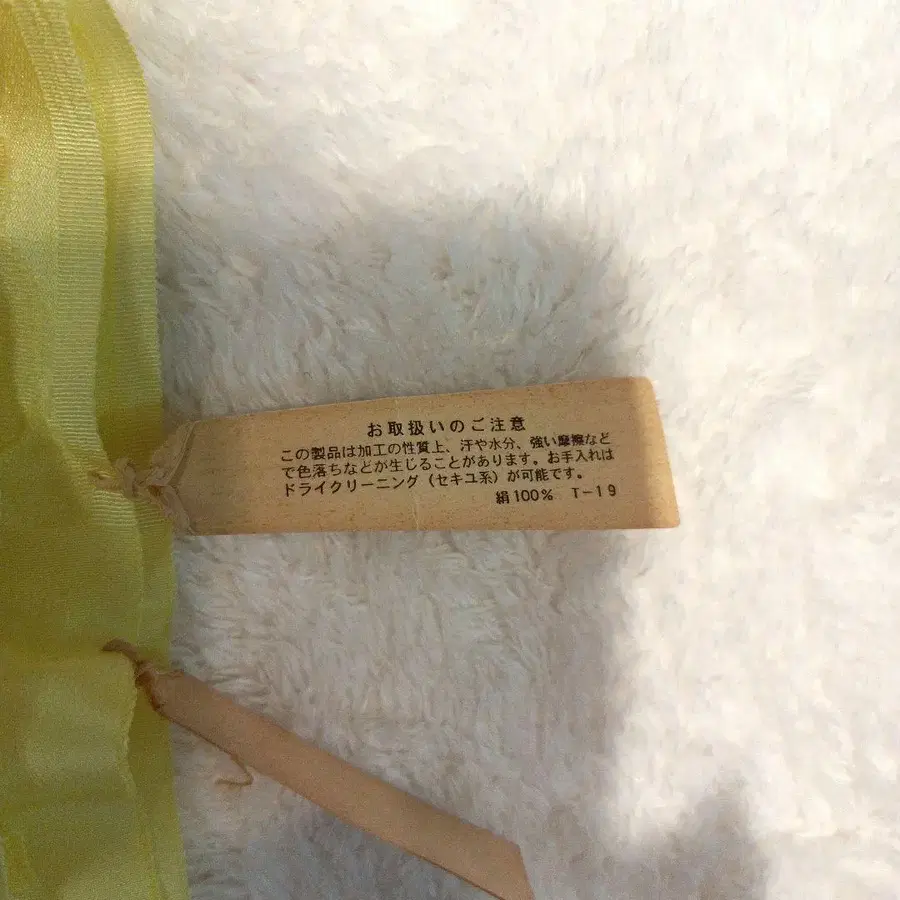 お取扱いのご注意
この製品は加工の性質上、汗や水分、強い摩擦など
で色落ちなどが生じることがあります。お手入れは
ドライクリーニング（セキユ系）が可能です。
絹100% T-19